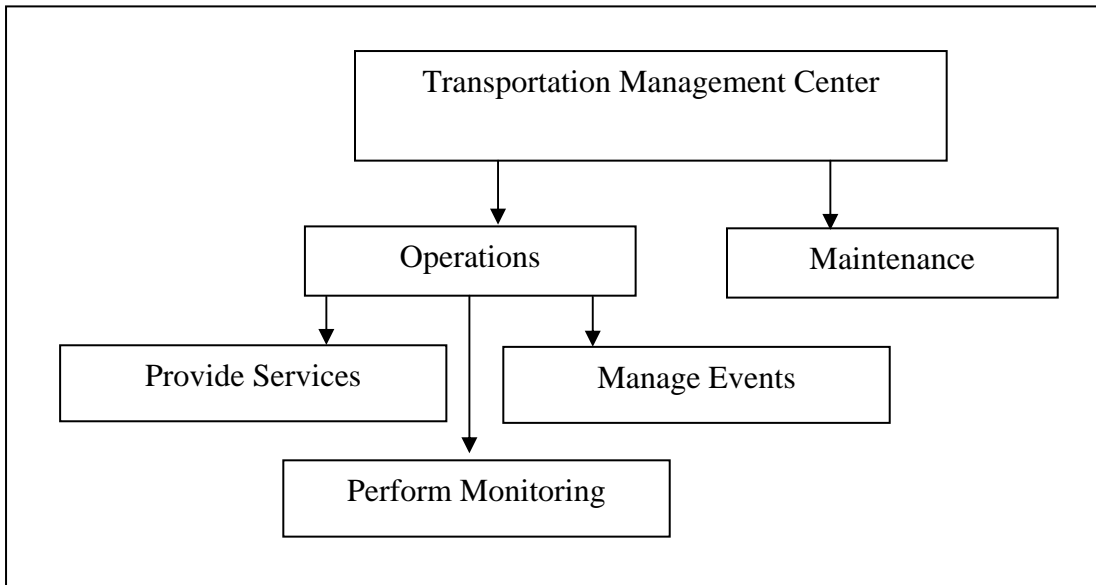 Transportation Management Center
Operations
Maintenance
Provide Services
Manage Events
Perform Monitoring